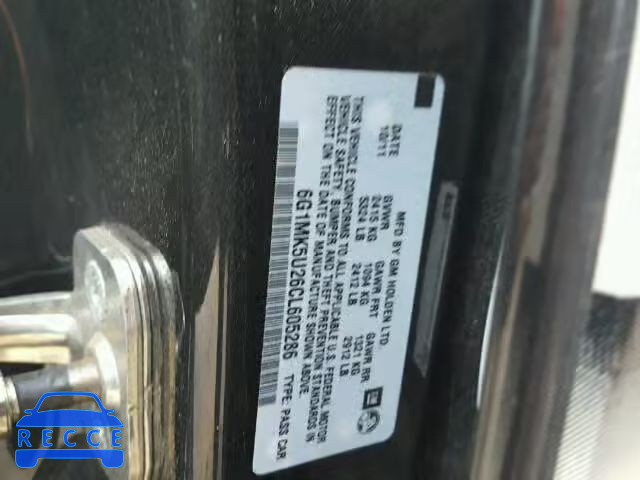 MFD BY GM HOLDEN LTD.
DATE GVWR GAWR FRT GAWR RR
10/11 2415 KG 1094 KG 1321 KG
5324 LB 2412 LB 2912 LB
THIS VEHICLE CONFORMS TO ALL APPLICABLE U.S. FEDERAL MOTOR
VEHICLE SAFETY, BUMPER AND THEFT PREVENTION STANDARDS IN
EFFECT ON THE DATE OF MANUFACTURE SHOWN ABOVE
6G1MK5U26CL605286 TYPE: PASS CAR
GM
RECCE